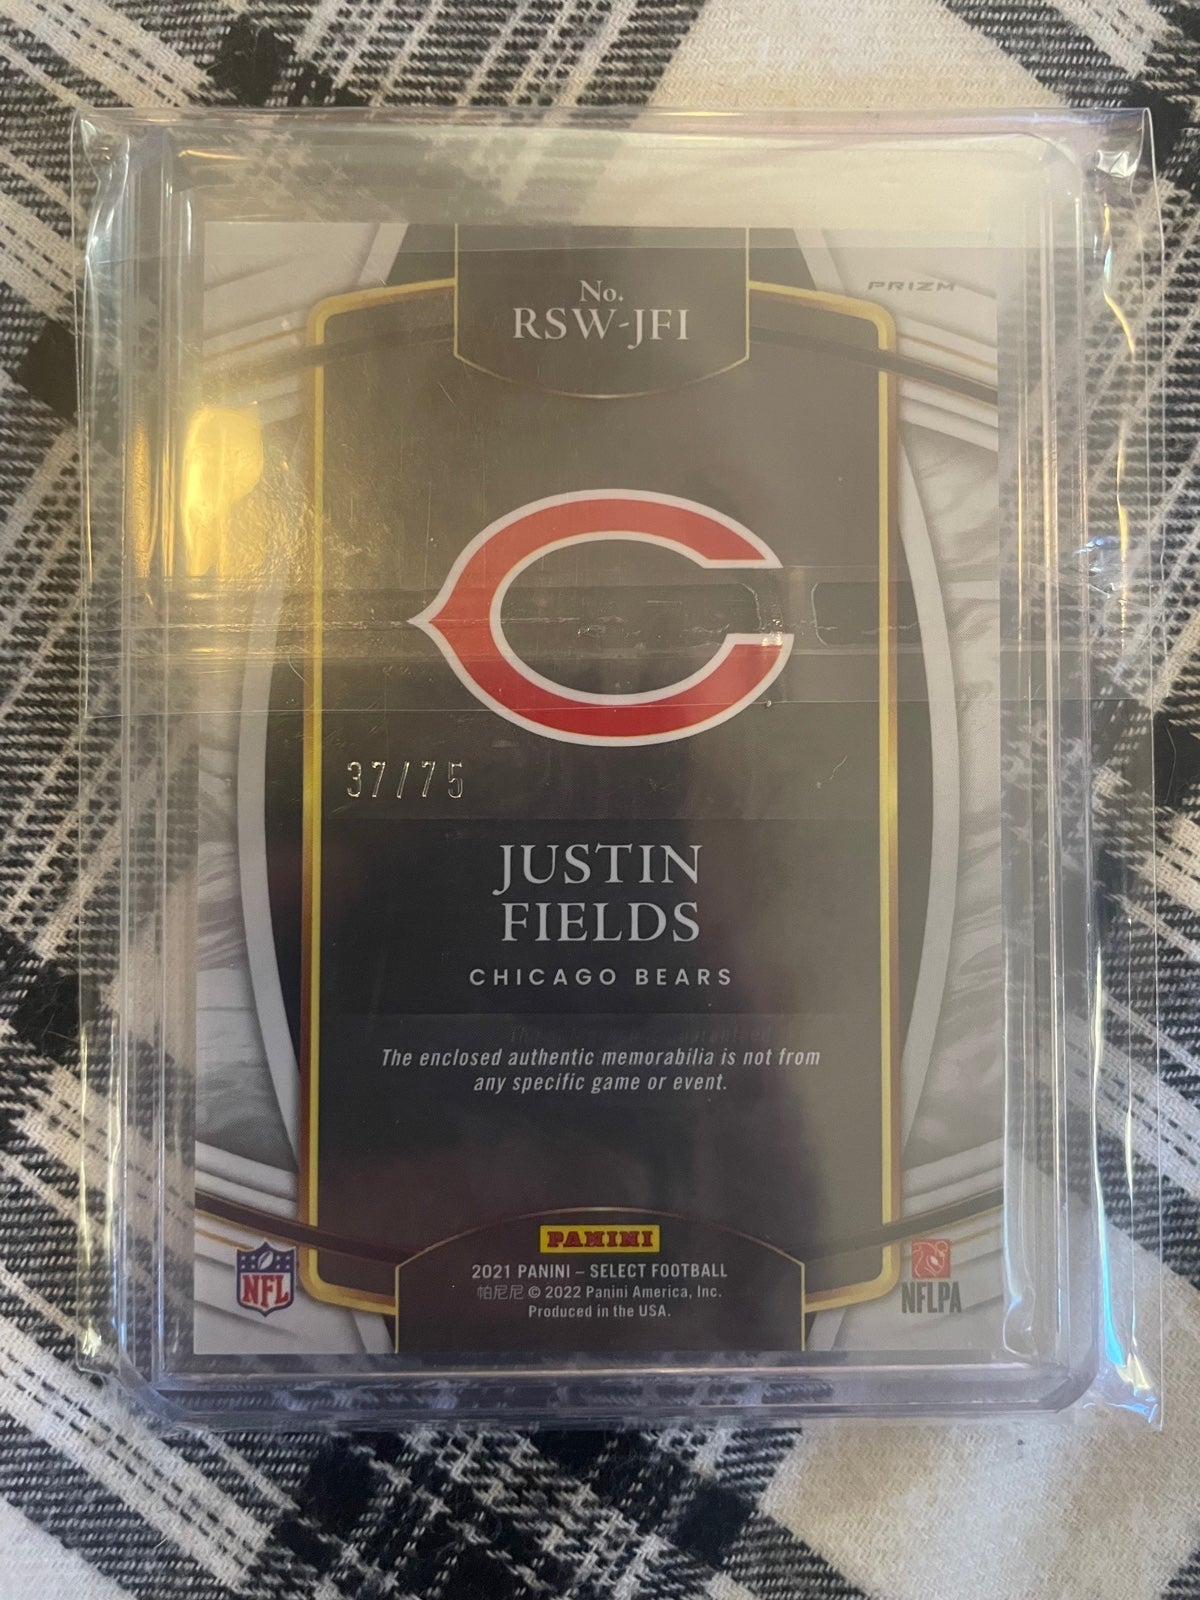 No.
RSW-JFI
PRIZM
37/75
JUSTIN
FIELDS
CHICAGO BEARS
The enclosed authentic memorabilia is not from
any specific game or event.
PANINI
2021 PANINI – SELECT FOOTBALL
帕尼尼 © 2022 Panini America, Inc.
Produced in the USA.
NFL
NFLPA